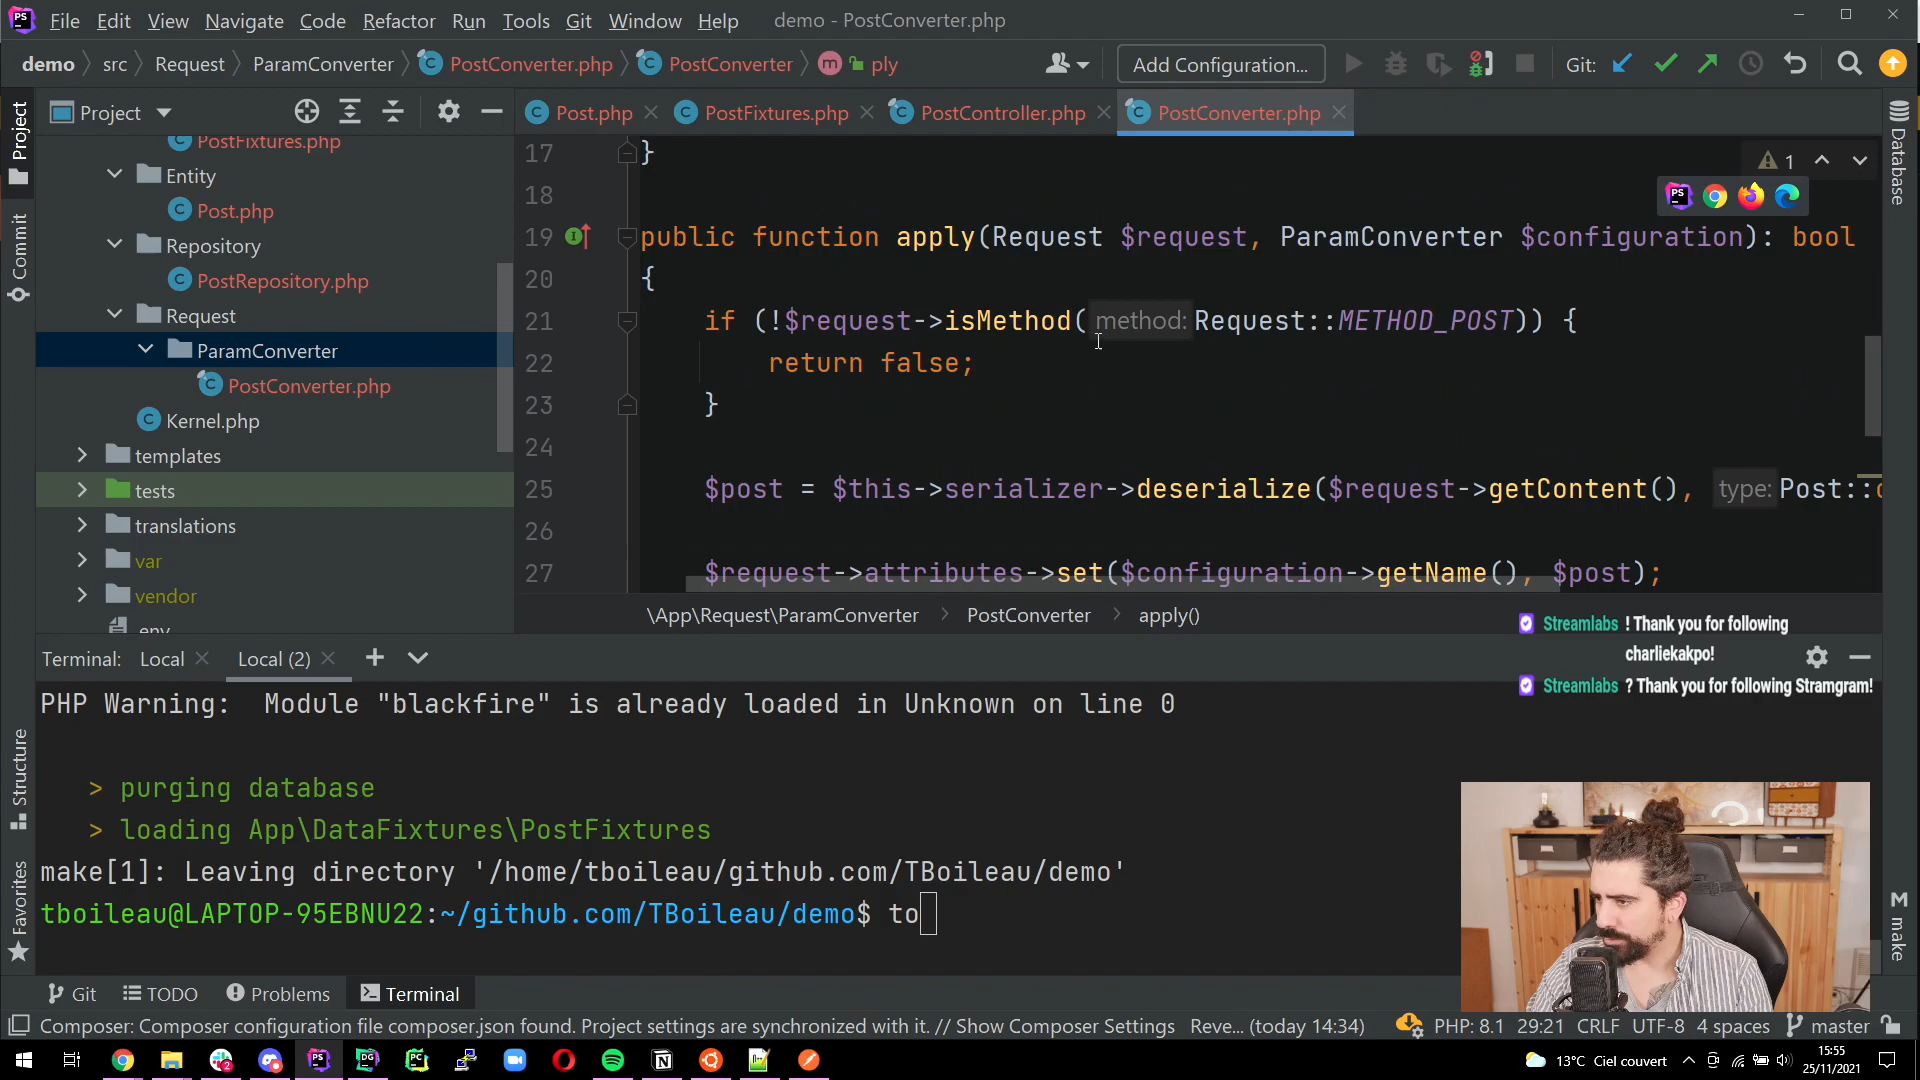 File Edit View Navigate Code Refactor Run Tools Git Window Help demo - PostConverter.php
demo src Request ParamConverter PostConverter.php PostConverter ply Add Configuration... Git:
Project Post.php PostFixtures.php PostController.php PostConverter.php
Project
Commit
Structure
Favorites
Database
make
PostFixtures.php
Entity
Post.php
Repository
PostRepository.php
Request
ParamConverter
PostConverter.php
Kernel.php
templates
tests
translations
var
vendor
.env
1
17 }
18
19 public function apply(Request $request, ParamConverter $configuration): bool
20 {
21 if (!$request->isMethod( method: Request::METHOD_POST)) {
22 return false;
23 }
24
25 $post = $this->serializer->deserialize($request->getContent(), type: Post::c
26
27 $request->attributes->set($configuration->getName(), $post);
\App\Request\ParamConverter PostConverter apply()
Streamlabs ! Thank you for following
charliekakpo!
Streamlabs ? Thank you for following Stramgram!
Terminal: Local Local (2)
PHP Warning: Module "blackfire" is already loaded in Unknown on line 0
> purging database
> loading App\DataFixtures\PostFixtures
make[1]: Leaving directory '/home/tboileau/github.com/TBoileau/demo'
tboileau@LAPTOP-95EBNU22:~/github.com/TBoileau/demo$ to
Git TODO Problems Terminal
Composer: Composer configuration file composer.json found. Project settings are synchronized with it. // Show Composer Settings Reve... (today 14:34) PHP: 8.1 29:21 CRLF UTF-8 4 spaces master
13°C Ciel couvert 15:55
25/11/2021